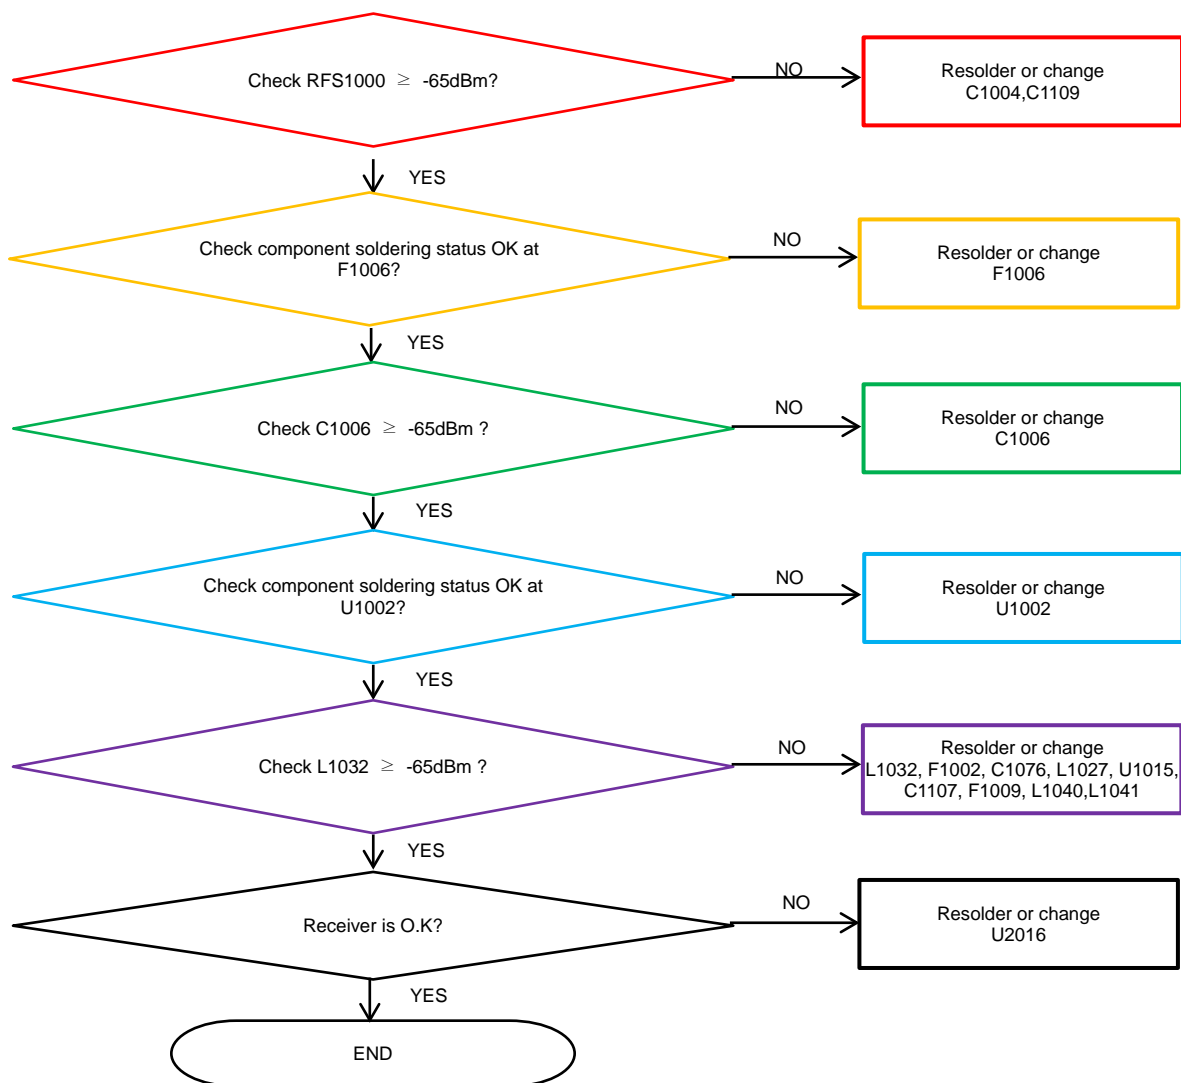 Check RFS1000 ≥ -65dBm?
NO
Resolder or change
C1004,C1109
YES
Check component soldering status OK at
F1006?
NO
Resolder or change
F1006
YES
Check C1006 ≥ -65dBm ?
NO
Resolder or change
C1006
YES
Check component soldering status OK at
U1002?
NO
Resolder or change
U1002
YES
Check L1032 ≥ -65dBm ?
NO
Resolder or change
L1032, F1002, C1076, L1027, U1015,
C1107, F1009, L1040,L1041
YES
Receiver is O.K?
NO
Resolder or change
U2016
YES
END